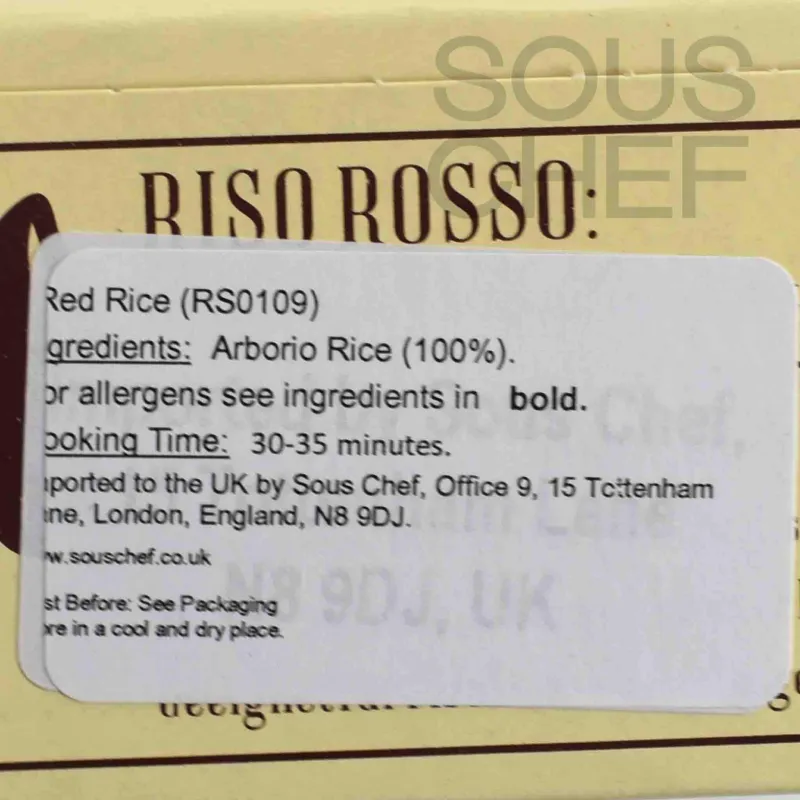 SOUS
CHEF
RISO ROSSO:
Red Rice (RS0109)
gredients: Arborio Rice (100%).
or allergens see ingredients in bold.
ooking Time: 30-35 minutes.
ported to the UK by Sous Chef, Office 9, 15 Tottenham
ne, London, England, N8 9DJ.
w.souschef.co.uk
st Before: See Packaging
ore in a cool and dry place.